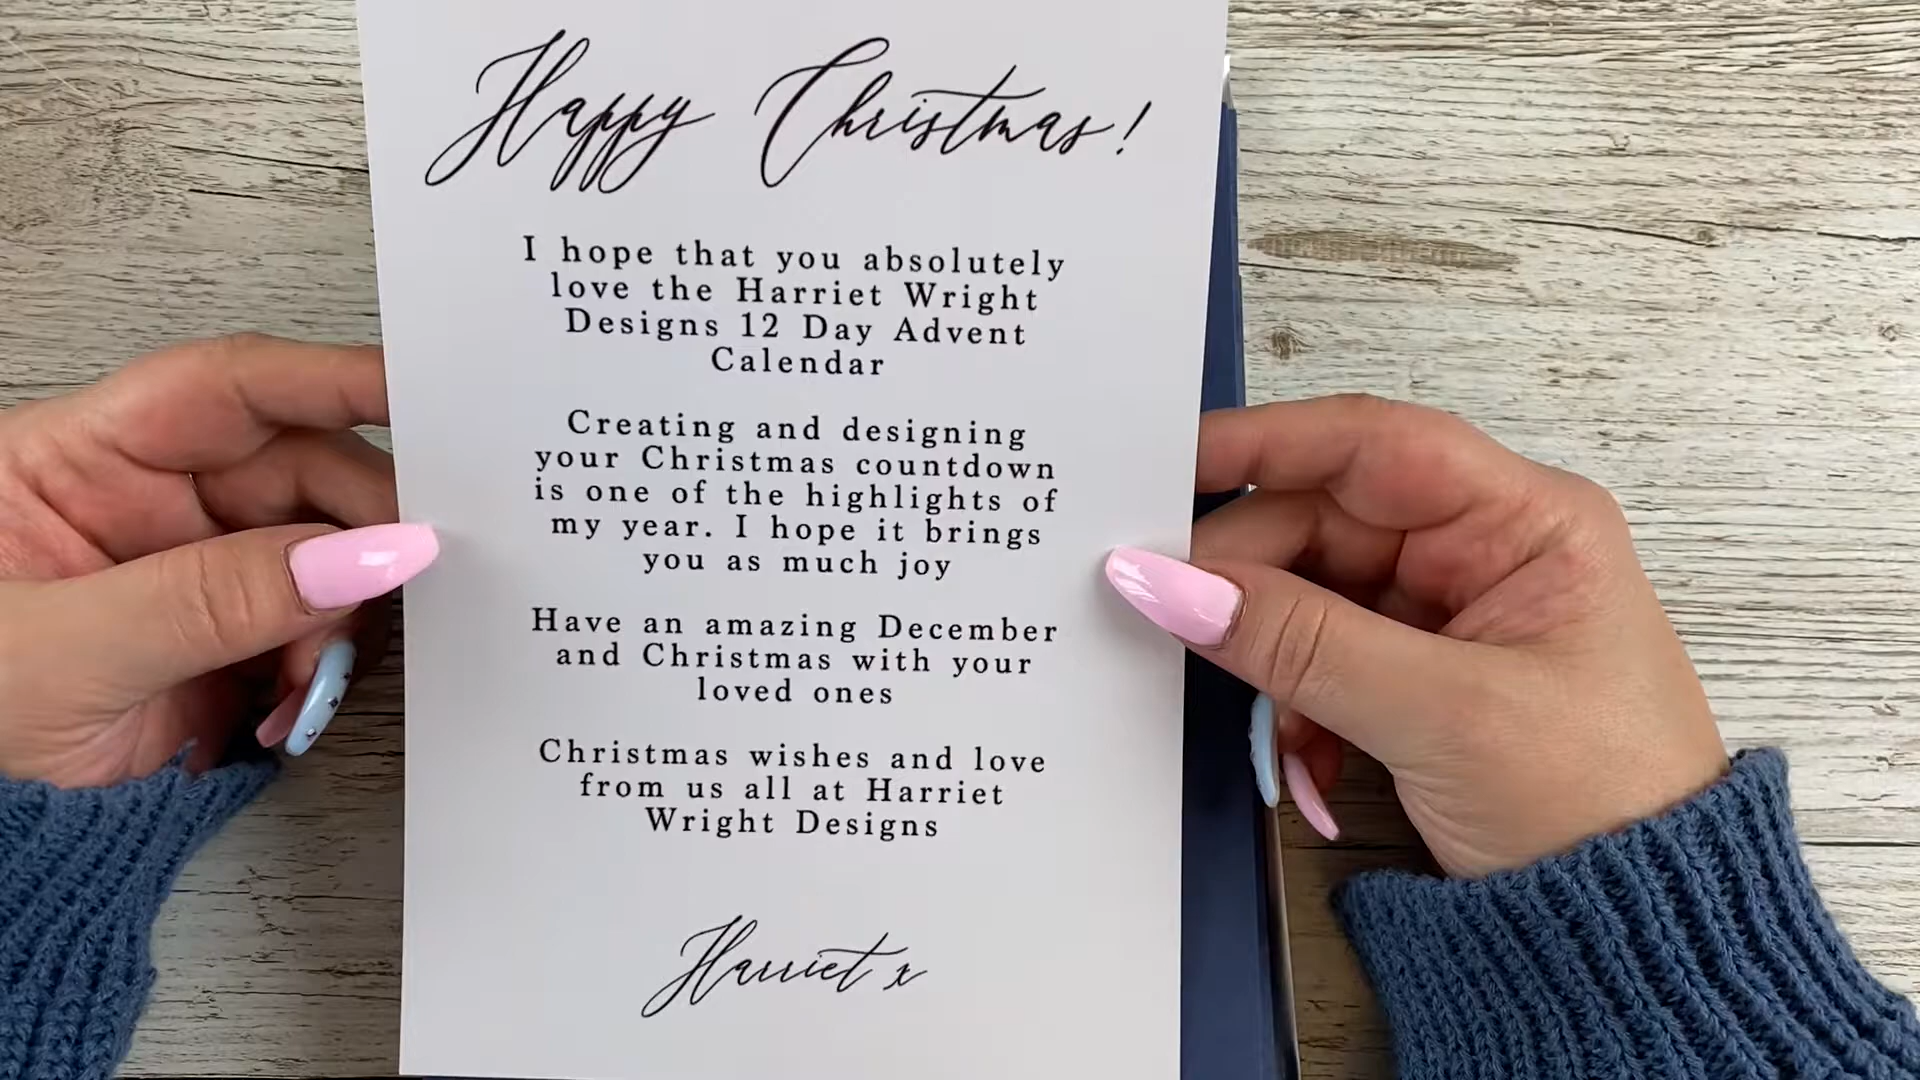 Happy Christmas!
I hope that you absolutely
love the Harriet Wright
Designs 12 Day Advent
Calendar
Creating and designing
your Christmas countdown
is one of the highlights of
my year. I hope it brings
you as much joy
Have an amazing December
and Christmas with your
loved ones
Christmas wishes and love
from us all at Harriet
Wright Designs
Harriet x